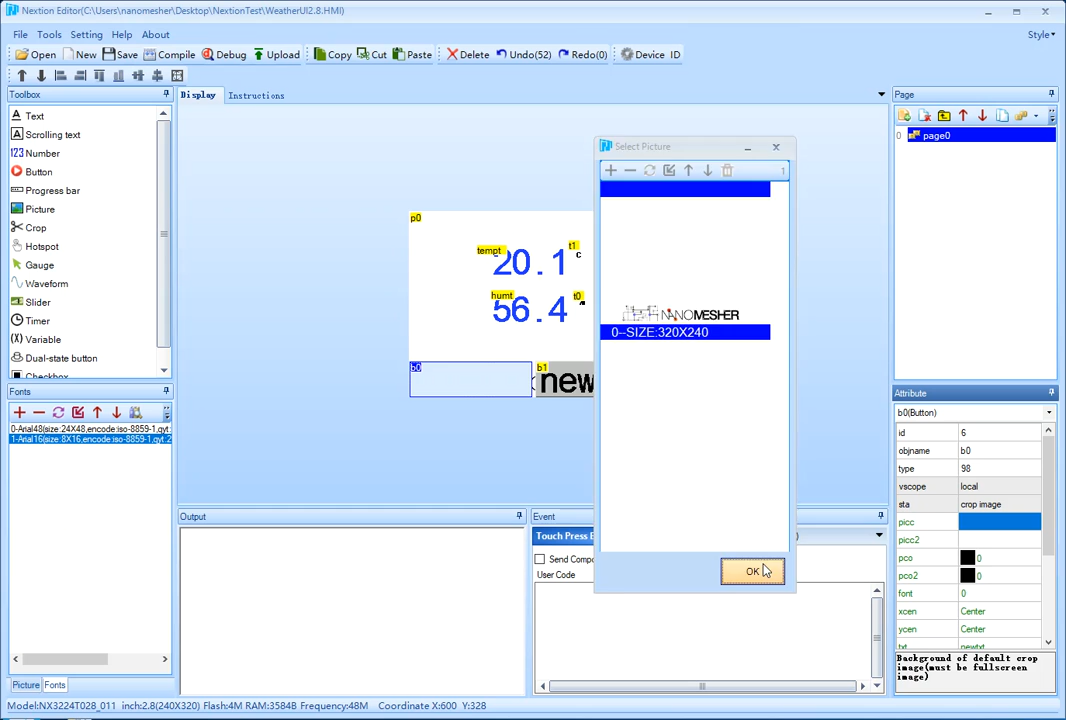 Nextion Editor(C:\Users\nanomesher\Desktop\NextionTest\WeatherUI2.8.HMI)
File Tools Setting Help About Style
Open New Save Compile Debug Upload Copy Cut Paste Delete Undo(52) Redo(0) Device ID
Toolbox
Text
Scrolling text
Number
Button
Progress bar
Picture
Crop
Hotspot
Gauge
Waveform
Slider
Timer
Variable
Dual-state button
Checkbox
Fonts
0-Arial48(size:24X48,encode:iso-8859-1,qyt:
1-Arial16(size:8X16,encode:iso-8859-1,qyt:2
Picture Fonts
Display Instructions
p0
tempt 20.1 t1 c
humt 56.4 t0
b0 b1 new
Select Picture
1
NANOMESHER
0--SIZE:320X240
OK
Output
Event
Touch Press E
Send Compo
User Code
Page
0 page0
Attribute
b0(Button)
id 6
objname b0
type 98
vscope local
sta crop image
picc
picc2
pco 0
pco2 0
font 0
xcen Center
ycen Center
txt newtxt
Background of default crop
image(must be fullscreen
image)
Model:NX3224T028_011 inch:2.8(240X320) Flash:4M RAM:3584B Frequency:48M Coordinate X:600 Y:328